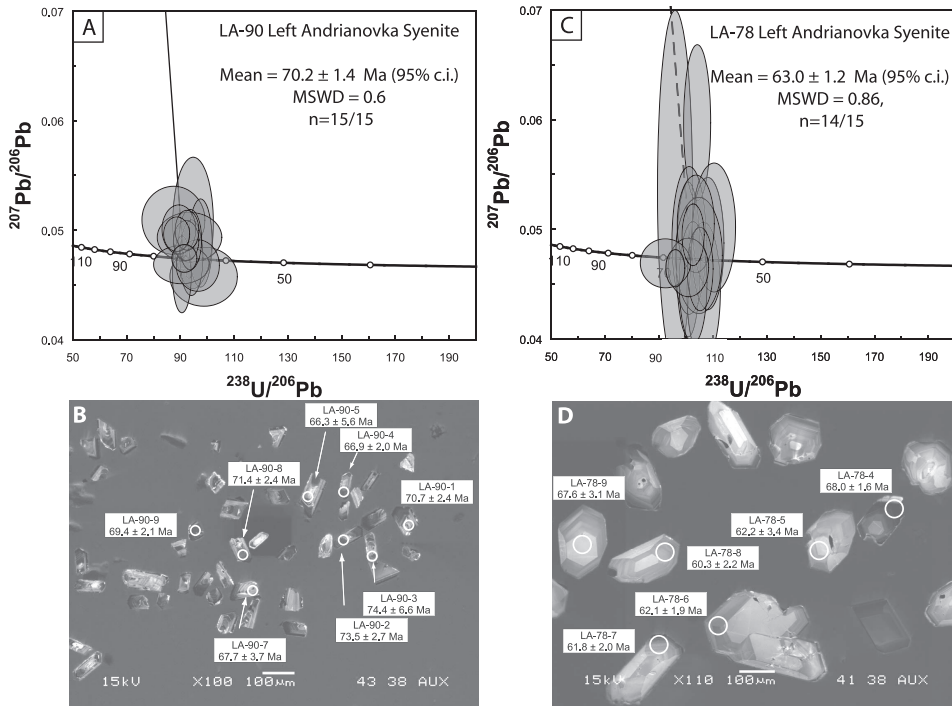 A
LA-90 Left Andrianovka Syenite
Mean = 70.2 ± 1.4 Ma (95% c.i.)
MSWD = 0.6
n=15/15
0.09
0.08
0.07
0.06
0.05
0.04
207Pb/206Pb
110
90
50
50
70
90
110
130
150
170
190
238U/206Pb
C
LA-78 Left Andrianovka Syenite
Mean = 63.0 ± 1.2 Ma (95% c.i.)
MSWD = 0.86,
n=14/15
0.07
0.06
0.05
0.04
207Pb/206Pb
110
90
50
50
70
90
110
130
150
170
190
238U/206Pb
B
LA-90-5
66.3 ± 5.6 Ma
LA-90-4
66.9 ± 2.0 Ma
LA-90-8
71.4 ± 2.4 Ma
LA-90-1
70.7 ± 2.4 Ma
LA-90-9
69.4 ± 2.1 Ma
LA-90-3
74.4 ± 6.6 Ma
LA-90-2
73.5 ± 2.7 Ma
LA-90-7
67.7 ± 3.7 Ma
15kV X100 100µm 43 38 AUX
D
LA-78-4
68.0 ± 1.6 Ma
LA-78-9
67.6 ± 3.1 Ma
LA-78-5
62.2 ± 3.4 Ma
LA-78-8
60.3 ± 2.2 Ma
LA-78-6
62.1 ± 1.9 Ma
LA-78-7
61.8 ± 2.0 Ma
15kV X110 100µm 41 38 AUX